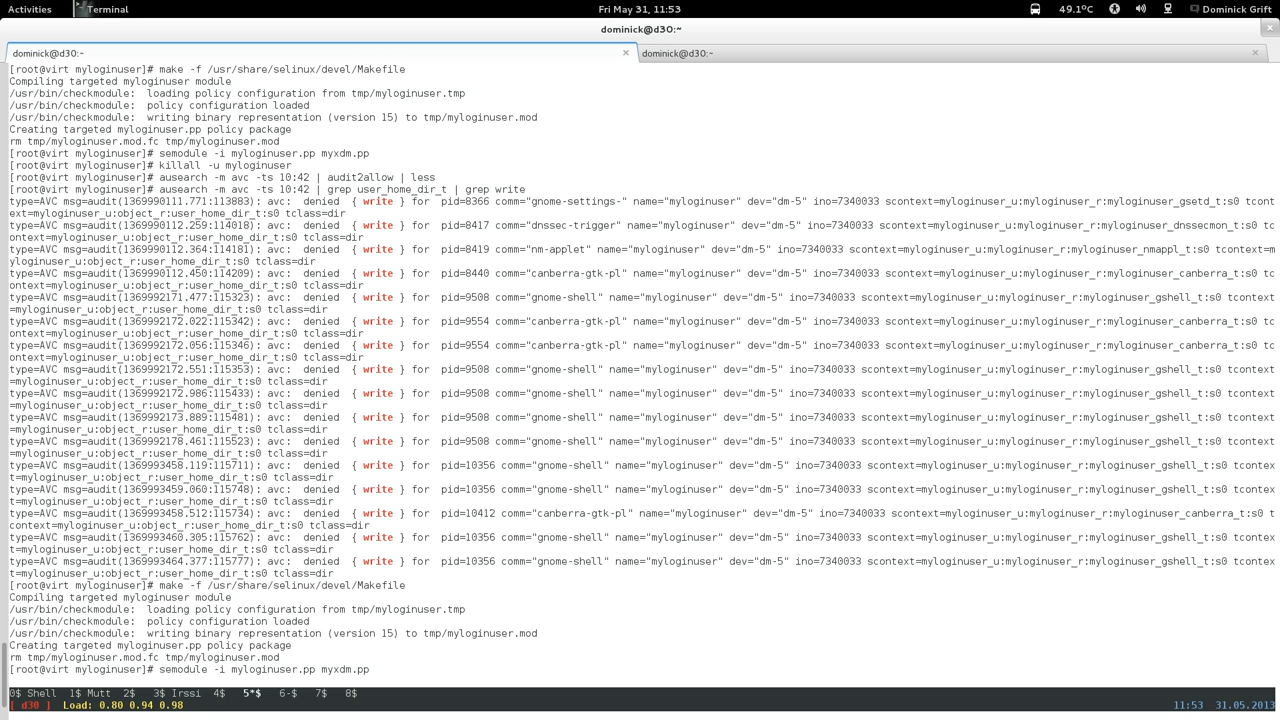 Activities Terminal Fri May 31, 11:53 49.1°C Dominick Grift
dominick@d30:~
dominick@d30:~ × dominick@d30:~ ×
[root@virt myloginuser]# make -f /usr/share/selinux/devel/Makefile
Compiling targeted myloginuser module
/usr/bin/checkmodule:  loading policy configuration from tmp/myloginuser.tmp
/usr/bin/checkmodule:  policy configuration loaded
/usr/bin/checkmodule:  writing binary representation (version 15) to tmp/myloginuser.mod
Creating targeted myloginuser.pp policy package
rm tmp/myloginuser.mod.fc tmp/myloginuser.mod
[root@virt myloginuser]# semodule -i myloginuser.pp myxdm.pp
[root@virt myloginuser]# killall -u myloginuser
[root@virt myloginuser]# ausearch -m avc -ts 10:42 | audit2allow | less
[root@virt myloginuser]# ausearch -m avc -ts 10:42 | grep user_home_dir_t | grep write
type=AVC msg=audit(1369990111.771:113883): avc:  denied  { write } for  pid=8366 comm="gnome-settings-" name="myloginuser" dev="dm-5" ino=7340033 scontext=myloginuser_u:myloginuser_r:myloginuser_gsetd_t:s0 tcont
ext=myloginuser_u:object_r:user_home_dir_t:s0 tclass=dir
type=AVC msg=audit(1369990112.259:114018): avc:  denied  { write } for  pid=8417 comm="dnssec-trigger" name="myloginuser" dev="dm-5" ino=7340033 scontext=myloginuser_u:myloginuser_r:myloginuser_dnssecmon_t:s0 tc
ontext=myloginuser_u:object_r:user_home_dir_t:s0 tclass=dir
type=AVC msg=audit(1369990112.364:114181): avc:  denied  { write } for  pid=8419 comm="nm-applet" name="myloginuser" dev="dm-5" ino=7340033 scontext=myloginuser_u:myloginuser_r:myloginuser_nmappl_t:s0 tcontext=m
yloginuser_u:object_r:user_home_dir_t:s0 tclass=dir
type=AVC msg=audit(1369990112.450:114209): avc:  denied  { write } for  pid=8440 comm="canberra-gtk-pl" name="myloginuser" dev="dm-5" ino=7340033 scontext=myloginuser_u:myloginuser_r:myloginuser_canberra_t:s0 tc
ontext=myloginuser_u:object_r:user_home_dir_t:s0 tclass=dir
type=AVC msg=audit(1369992171.477:115323): avc:  denied  { write } for  pid=9508 comm="gnome-shell" name="myloginuser" dev="dm-5" ino=7340033 scontext=myloginuser_u:myloginuser_r:myloginuser_gshell_t:s0 tcontext
=myloginuser_u:object_r:user_home_dir_t:s0 tclass=dir
type=AVC msg=audit(1369992172.022:115342): avc:  denied  { write } for  pid=9554 comm="canberra-gtk-pl" name="myloginuser" dev="dm-5" ino=7340033 scontext=myloginuser_u:myloginuser_r:myloginuser_canberra_t:s0 tc
ontext=myloginuser_u:object_r:user_home_dir_t:s0 tclass=dir
type=AVC msg=audit(1369992172.056:115346): avc:  denied  { write } for  pid=9554 comm="canberra-gtk-pl" name="myloginuser" dev="dm-5" ino=7340033 scontext=myloginuser_u:myloginuser_r:myloginuser_canberra_t:s0 tc
ontext=myloginuser_u:object_r:user_home_dir_t:s0 tclass=dir
type=AVC msg=audit(1369992172.551:115353): avc:  denied  { write } for  pid=9508 comm="gnome-shell" name="myloginuser" dev="dm-5" ino=7340033 scontext=myloginuser_u:myloginuser_r:myloginuser_gshell_t:s0 tcontext
=myloginuser_u:object_r:user_home_dir_t:s0 tclass=dir
type=AVC msg=audit(1369992172.986:115433): avc:  denied  { write } for  pid=9508 comm="gnome-shell" name="myloginuser" dev="dm-5" ino=7340033 scontext=myloginuser_u:myloginuser_r:myloginuser_gshell_t:s0 tcontext
=myloginuser_u:object_r:user_home_dir_t:s0 tclass=dir
type=AVC msg=audit(1369992173.889:115481): avc:  denied  { write } for  pid=9508 comm="gnome-shell" name="myloginuser" dev="dm-5" ino=7340033 scontext=myloginuser_u:myloginuser_r:myloginuser_gshell_t:s0 tcontext
=myloginuser_u:object_r:user_home_dir_t:s0 tclass=dir
type=AVC msg=audit(1369992178.461:115523): avc:  denied  { write } for  pid=9508 comm="gnome-shell" name="myloginuser" dev="dm-5" ino=7340033 scontext=myloginuser_u:myloginuser_r:myloginuser_gshell_t:s0 tcontext
=myloginuser_u:object_r:user_home_dir_t:s0 tclass=dir
type=AVC msg=audit(1369993458.119:115711): avc:  denied  { write } for  pid=10356 comm="gnome-shell" name="myloginuser" dev="dm-5" ino=7340033 scontext=myloginuser_u:myloginuser_r:myloginuser_gshell_t:s0 tcontex
t=myloginuser_u:object_r:user_home_dir_t:s0 tclass=dir
type=AVC msg=audit(1369993459.060:115748): avc:  denied  { write } for  pid=10356 comm="gnome-shell" name="myloginuser" dev="dm-5" ino=7340033 scontext=myloginuser_u:myloginuser_r:myloginuser_gshell_t:s0 tcontex
t=myloginuser_u:object_r:user_home_dir_t:s0 tclass=dir
type=AVC msg=audit(1369993458.512:115734): avc:  denied  { write } for  pid=10412 comm="canberra-gtk-pl" name="myloginuser" dev="dm-5" ino=7340033 scontext=myloginuser_u:myloginuser_r:myloginuser_canberra_t:s0 t
context=myloginuser_u:object_r:user_home_dir_t:s0 tclass=dir
type=AVC msg=audit(1369993460.305:115762): avc:  denied  { write } for  pid=10356 comm="gnome-shell" name="myloginuser" dev="dm-5" ino=7340033 scontext=myloginuser_u:myloginuser_r:myloginuser_gshell_t:s0 tcontex
t=myloginuser_u:object_r:user_home_dir_t:s0 tclass=dir
type=AVC msg=audit(1369993464.377:115777): avc:  denied  { write } for  pid=10356 comm="gnome-shell" name="myloginuser" dev="dm-5" ino=7340033 scontext=myloginuser_u:myloginuser_r:myloginuser_gshell_t:s0 tcontex
t=myloginuser_u:object_r:user_home_dir_t:s0 tclass=dir
[root@virt myloginuser]# make -f /usr/share/selinux/devel/Makefile
Compiling targeted myloginuser module
/usr/bin/checkmodule:  loading policy configuration from tmp/myloginuser.tmp
/usr/bin/checkmodule:  policy configuration loaded
/usr/bin/checkmodule:  writing binary representation (version 15) to tmp/myloginuser.mod
Creating targeted myloginuser.pp policy package
rm tmp/myloginuser.mod.fc tmp/myloginuser.mod
[root@virt myloginuser]# semodule -i myloginuser.pp myxdm.pp
0$ Shell  1$ Mutt  2$   3$ Irssi  4$   5*$   6-$   7$   8$
[ d30 ]  Load: 0.80 0.94 0.98 11:53  31.05.2013